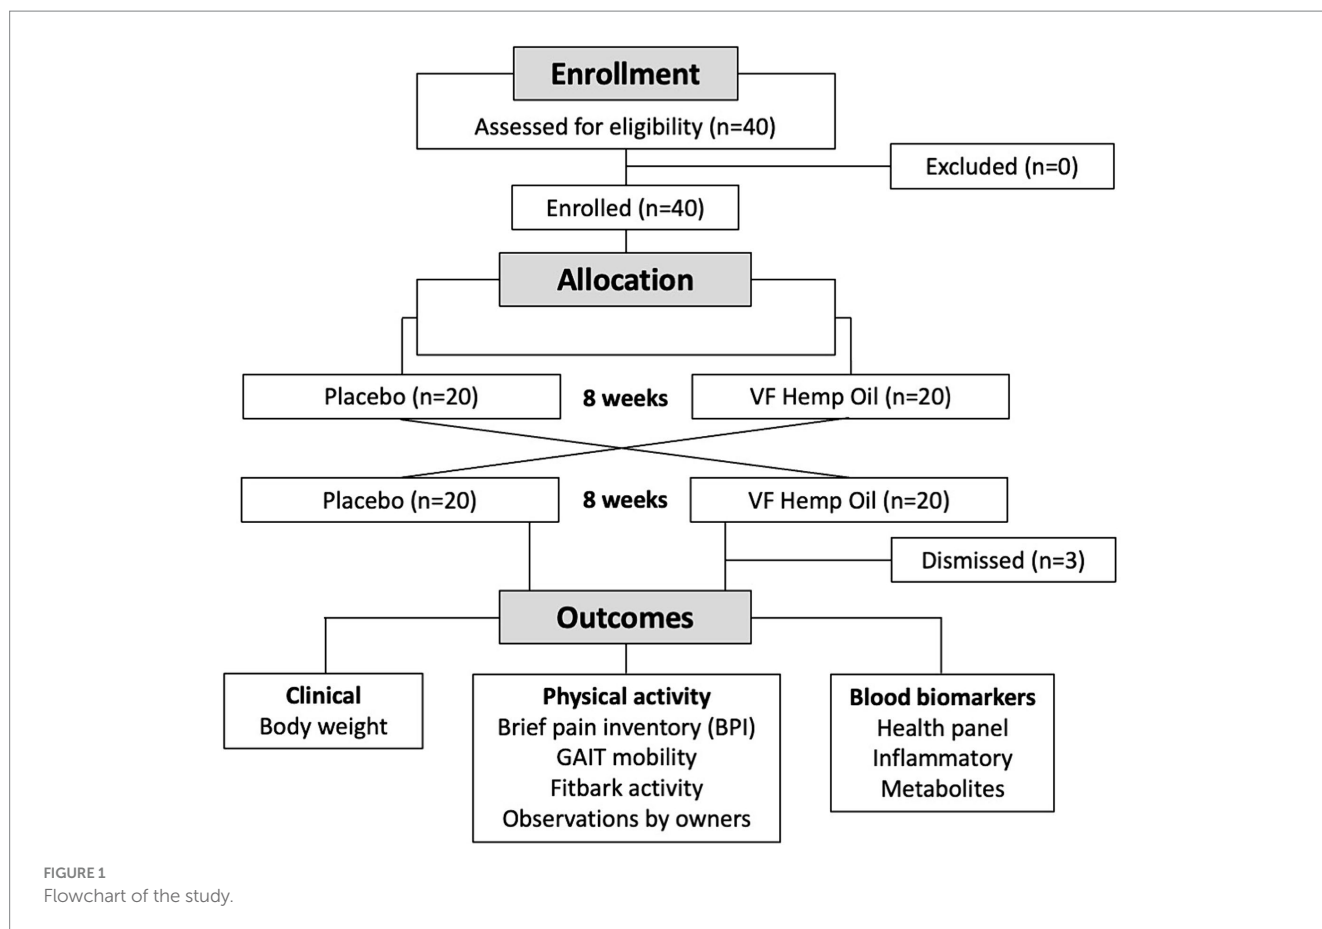 Enrollment
Assessed for eligibility (n=40)
Excluded (n=0)
Enrolled (n=40)
Allocation
Placebo (n=20)
8 weeks
VF Hemp Oil (n=20)
Placebo (n=20)
8 weeks
VF Hemp Oil (n=20)
Dismissed (n=3)
Outcomes
Clinical
Body weight
Physical activity
Brief pain inventory (BPI)
GAIT mobility
Fitbark activity
Observations by owners
Blood biomarkers
Health panel
Inflammatory
Metabolites
FIGURE 1
Flowchart of the study.